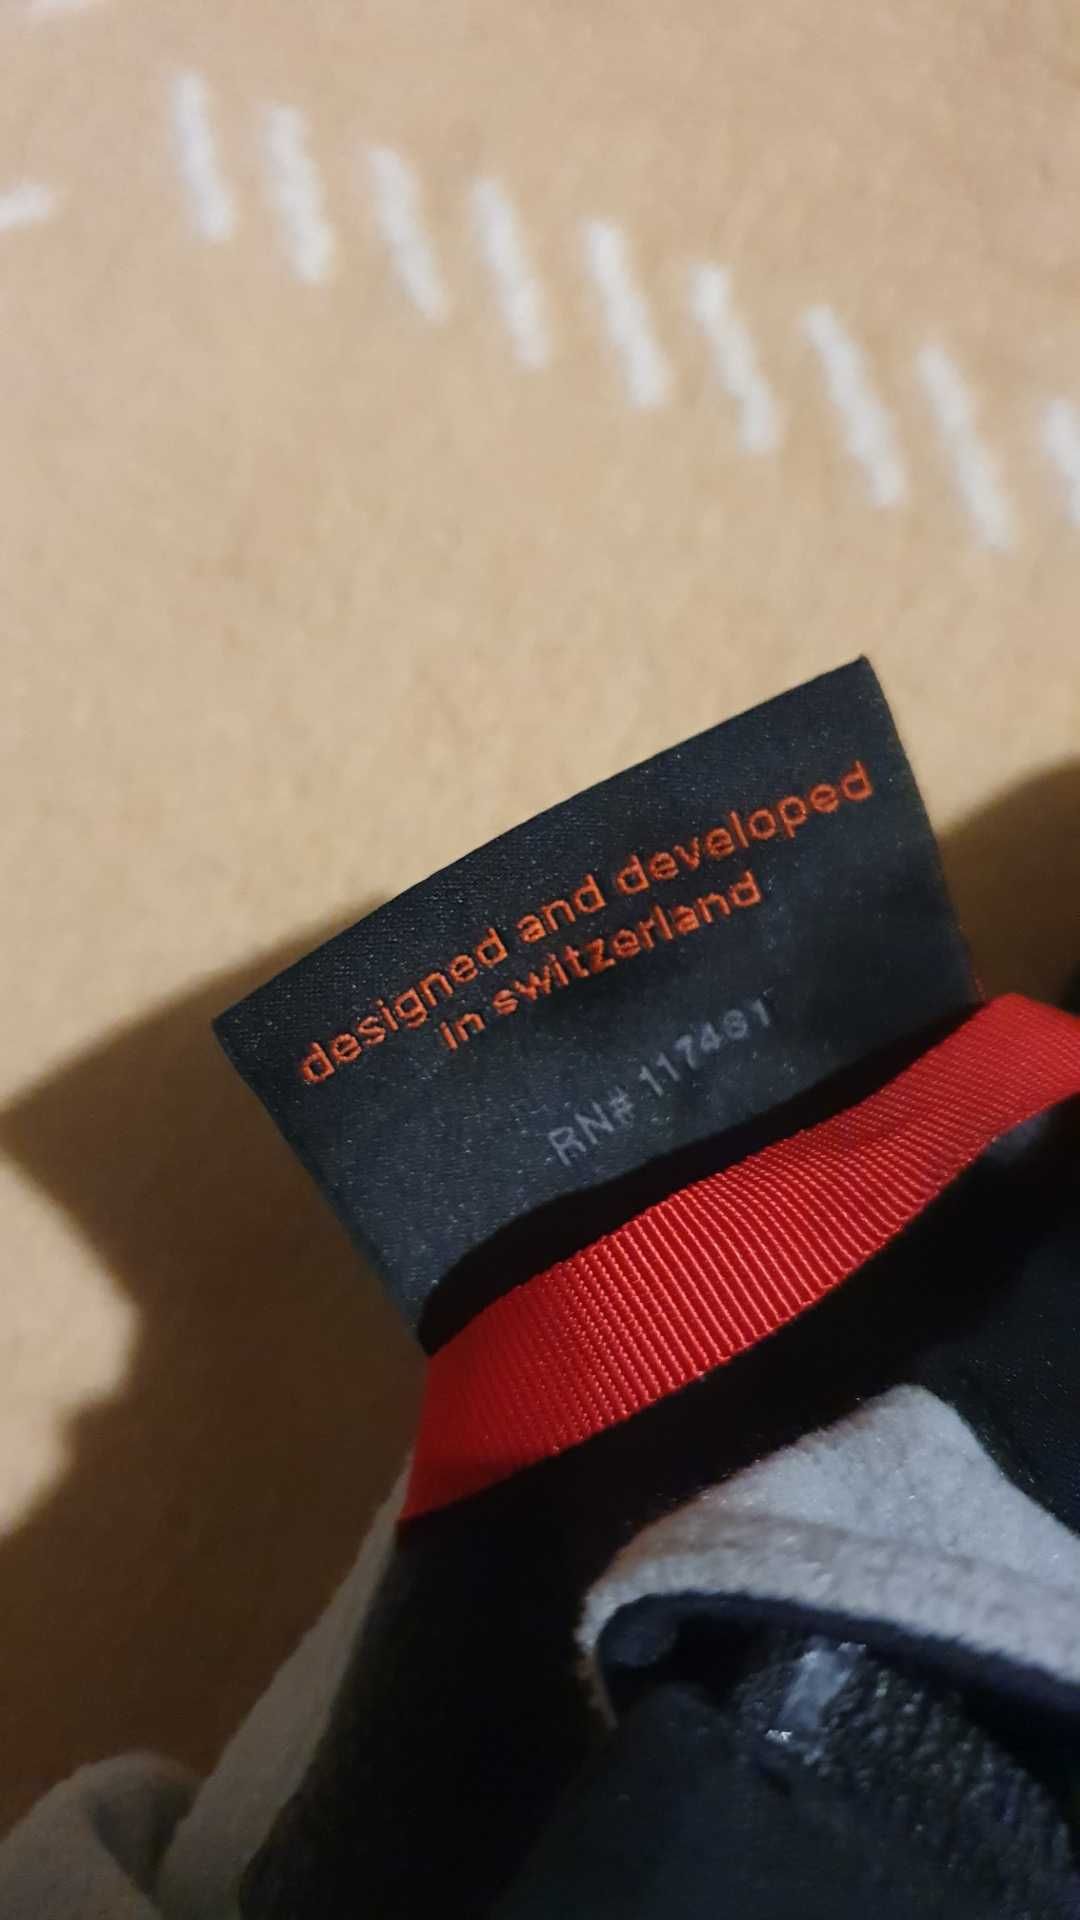 designed and developed
in switzerland
RN# 117481